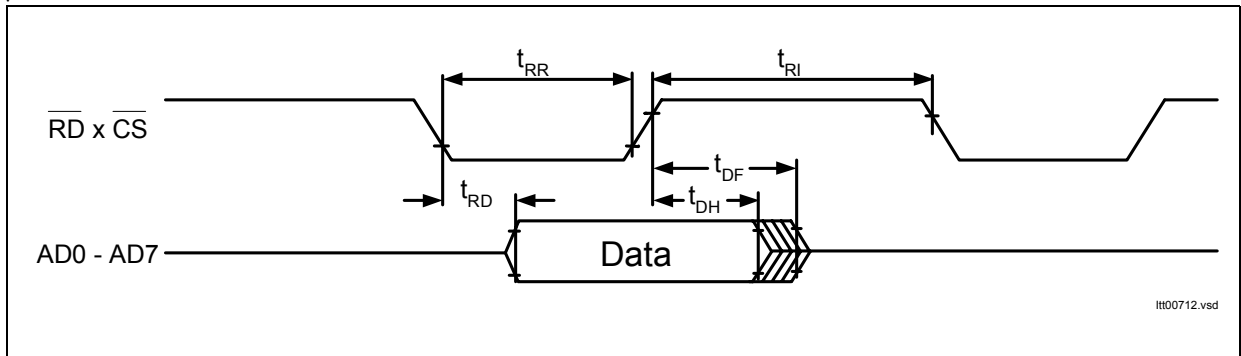 tRR
tRI
RD x CS
tDF
tRD
tDH
AD0 - AD7
Data
ltt00712.vsd